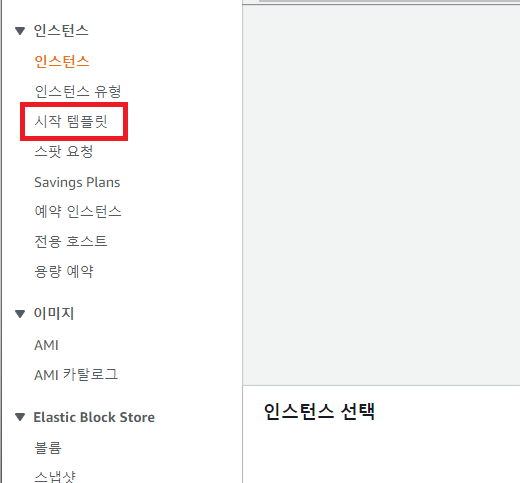 인스턴스
인스턴스
인스턴스 유형
시작 템플릿
스팟 요청
Savings Plans
예약 인스턴스
전용 호스트
용량 예약
이미지
AMI
AMI 카탈로그
Elastic Block Store
볼륨
스냅샷
인스턴스 선택